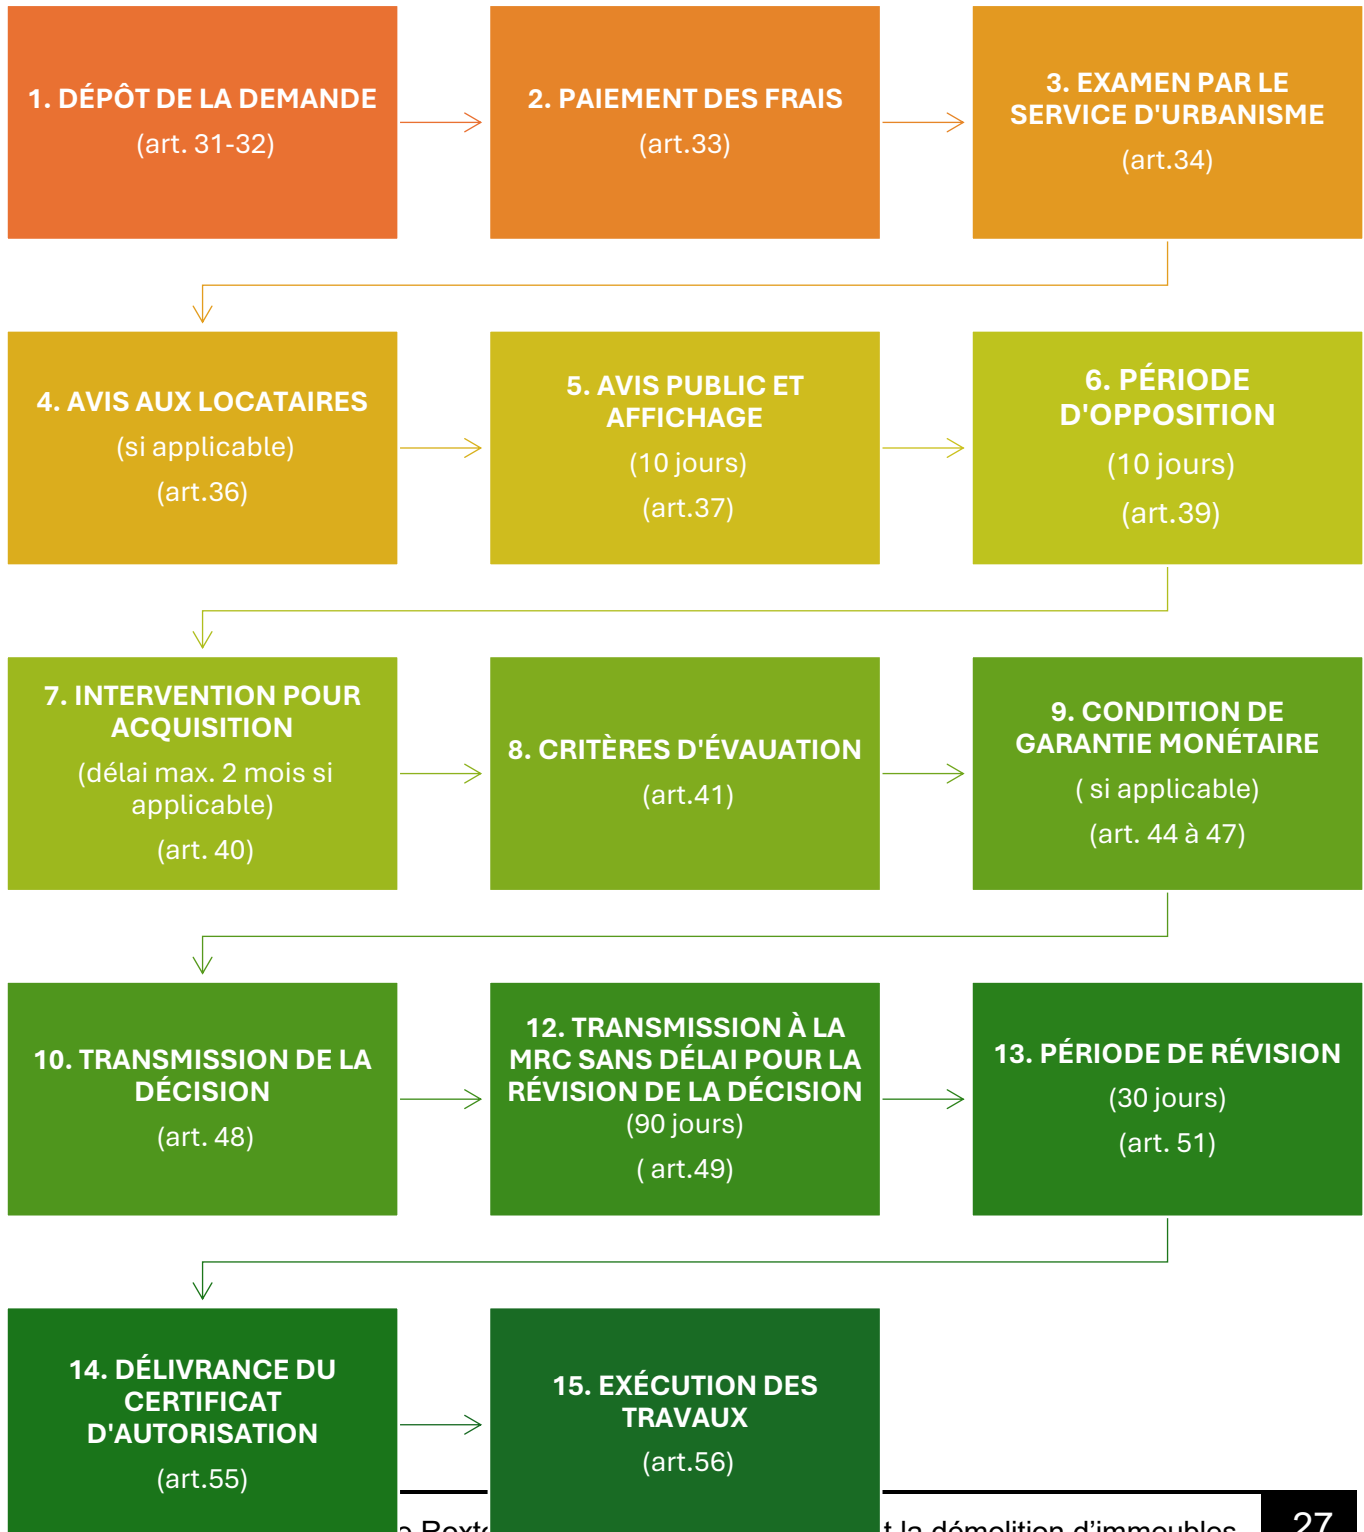 1. DÉPÔT DE LA DEMANDE
(art. 31-32)
2. PAIEMENT DES FRAIS
(art.33)
3. EXAMEN PAR LE
SERVICE D'URBANISME
(art.34)
4. AVIS AUX LOCATAIRES
(si applicable)
(art.36)
5. AVIS PUBLIC ET
AFFICHAGE
(10 jours)
(art.37)
6. PÉRIODE
D'OPPOSITION
(10 jours)
(art.39)
7. INTERVENTION POUR
ACQUISITION
(délai max. 2 mois si
applicable)
(art. 40)
8. CRITÈRES D'ÉVAUATION
(art.41)
9. CONDITION DE
GARANTIE MONÉTAIRE
( si applicable)
(art. 44 à 47)
10. TRANSMISSION DE LA
DÉCISION
(art. 48)
12. TRANSMISSION À LA
MRC SANS DÉLAI POUR LA
RÉVISION DE LA DÉCISION
(90 jours)
( art.49)
13. PÉRIODE DE RÉVISION
(30 jours)
(art. 51)
14. DÉLIVRANCE DU
CERTIFICAT
D'AUTORISATION
(art.55)
15. EXÉCUTION DES
TRAVAUX
(art.56)
la démolition d'immeubles 27